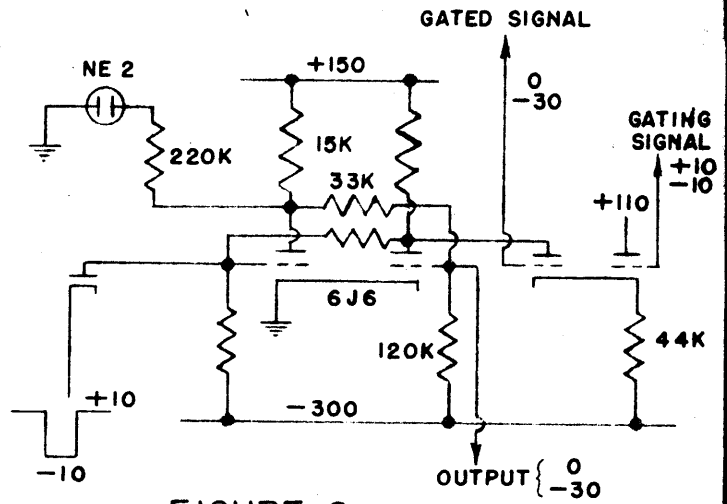 GATED SIGNAL
NE 2
+150
0
-30
GATING
SIGNAL
+10
-10
220K
15K
33K
+110
6J6
120K
44K
+10
-300
-10
OUTPUT { 0
-30